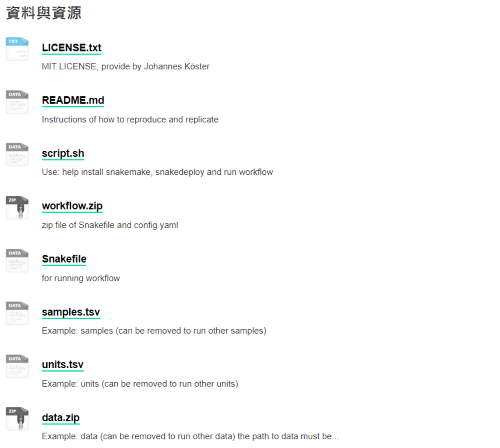 資料與資源
TXT
LICENSE.txt
MIT LICENSE, provide by Johannes Köster
DATA
README.md
Instructions of how to reproduce and replicate
DATA
script.sh
Use: help install snakemake, snakedeploy and run workflow
ZIP
workflow.zip
zip file of Snakefile and config.yaml
DATA
Snakefile
for running workflow
DATA
samples.tsv
Example: samples (can be removed to run other samples)
DATA
units.tsv
Example: units (can be removed to run other units)
ZIP
data.zip
Example: data (can be removed to run other data) the path to data must be...